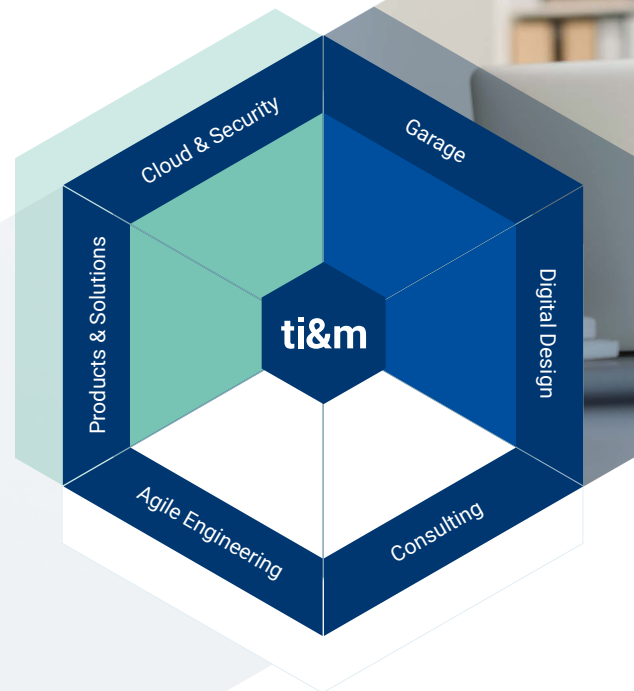 Cloud & Security
Garage
Products & Solutions
ti&m
Digital Design
Agile Engineering
Consulting